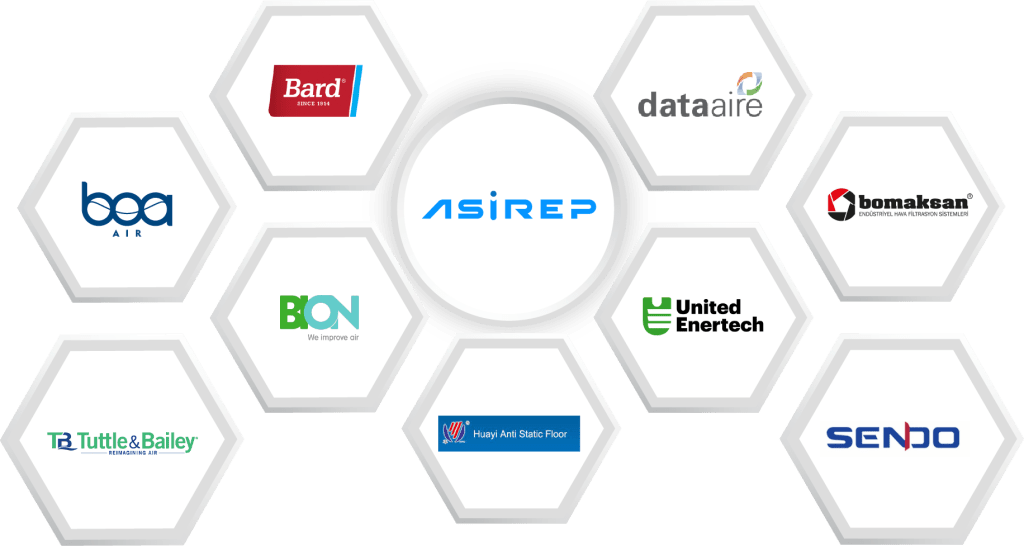 Bard®
SINCE 1914
dataaire
boa
AIR
ASiREP
bomaksan®
ENDÜSTRİYEL HAVA FİLTRASYON SİSTEMLERİ
BION
We improve air
United
Enertech
TB Tuttle&Bailey
REIMAGINING AIR
Huayi Anti Static Floor
SENDO